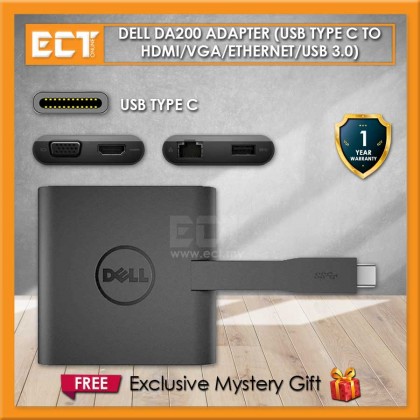 ECT
ONLINE
DELL DA200 ADAPTER (USB TYPE C TO
HDMI/VGA/ETHERNET/USB 3.0)
USB TYPE C
1
YEAR
WARRANTY
ECT
DELL
FREE Exclusive Mystery Gift